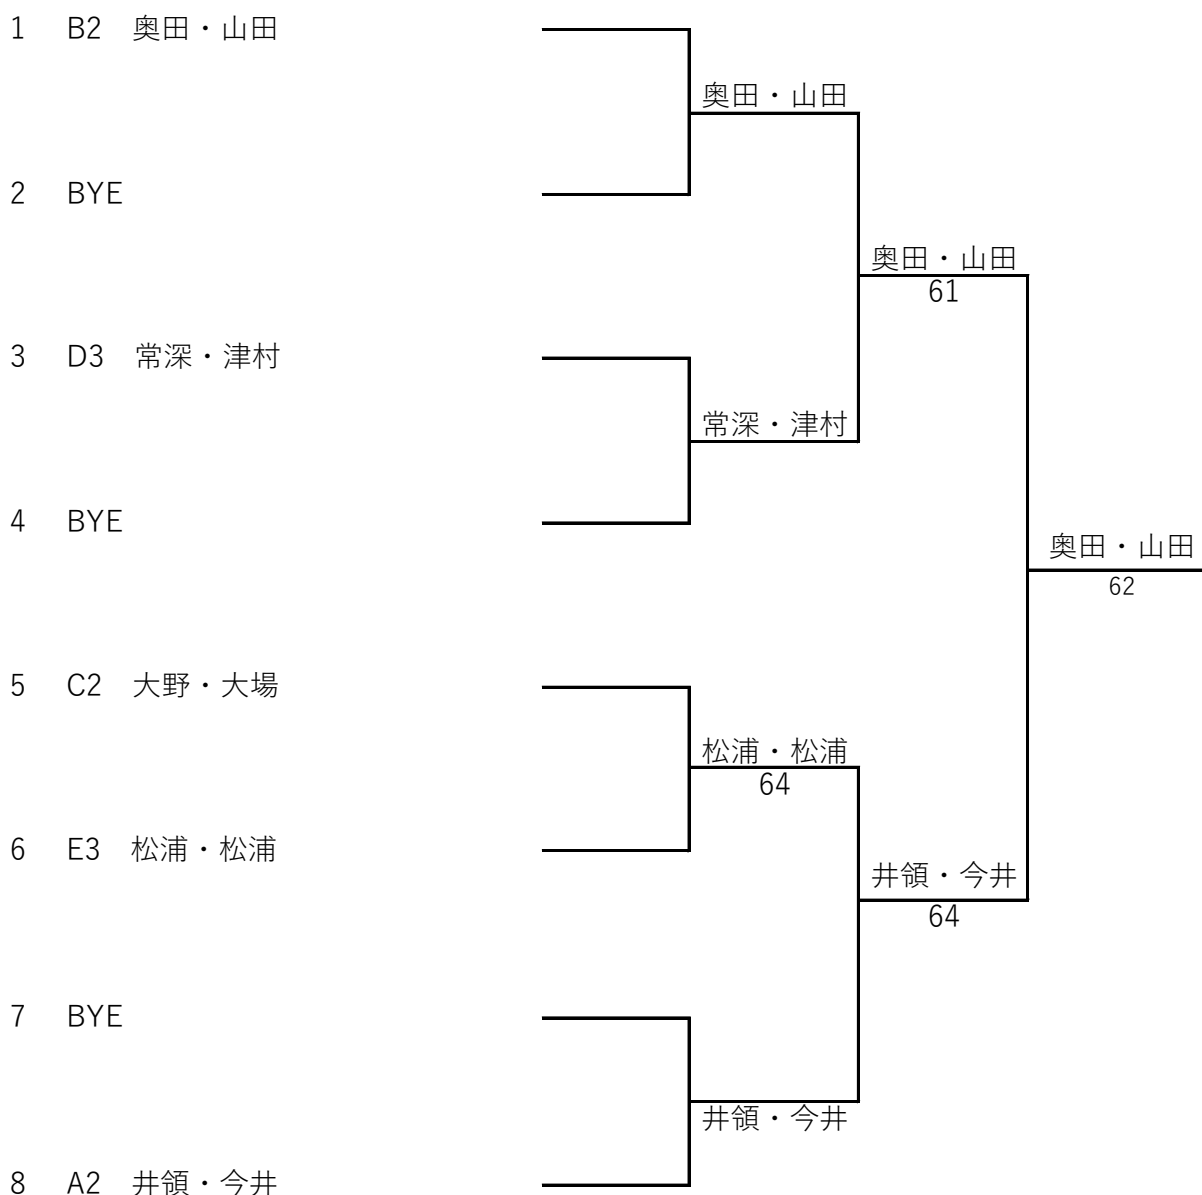 1 B2 奥田・山田
奥田・山田
2 BYE
奥田・山田
61
3 D3 常深・津村
常深・津村
4 BYE
奥田・山田
62
5 C2 大野・大場
松浦・松浦
64
6 E3 松浦・松浦
井領・今井
64
7 BYE
井領・今井
8 A2 井領・今井